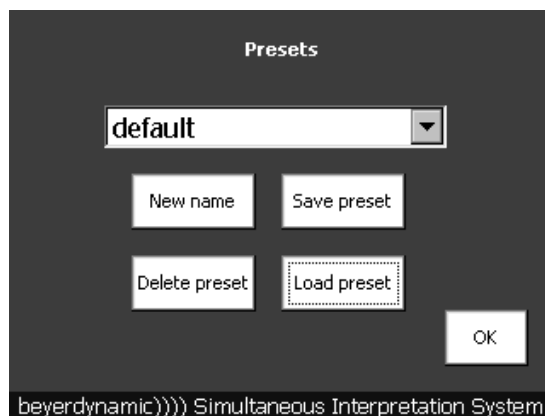 Presets
default
New name
Save preset
Delete preset
Load preset
OK
beyerdynamic)))) Simultaneous Interpretation System